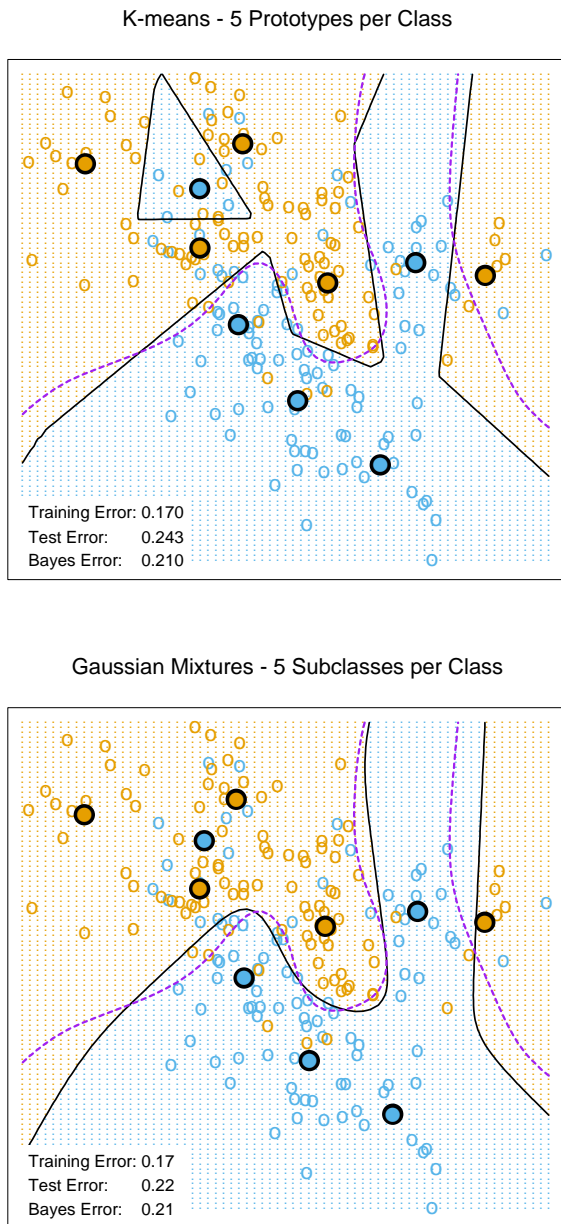 K-means - 5 Prototypes per Class
Training Error: 0.170
Test Error: 0.243
Bayes Error: 0.210
Gaussian Mixtures - 5 Subclasses per Class
Training Error: 0.17
Test Error: 0.22
Bayes Error: 0.21